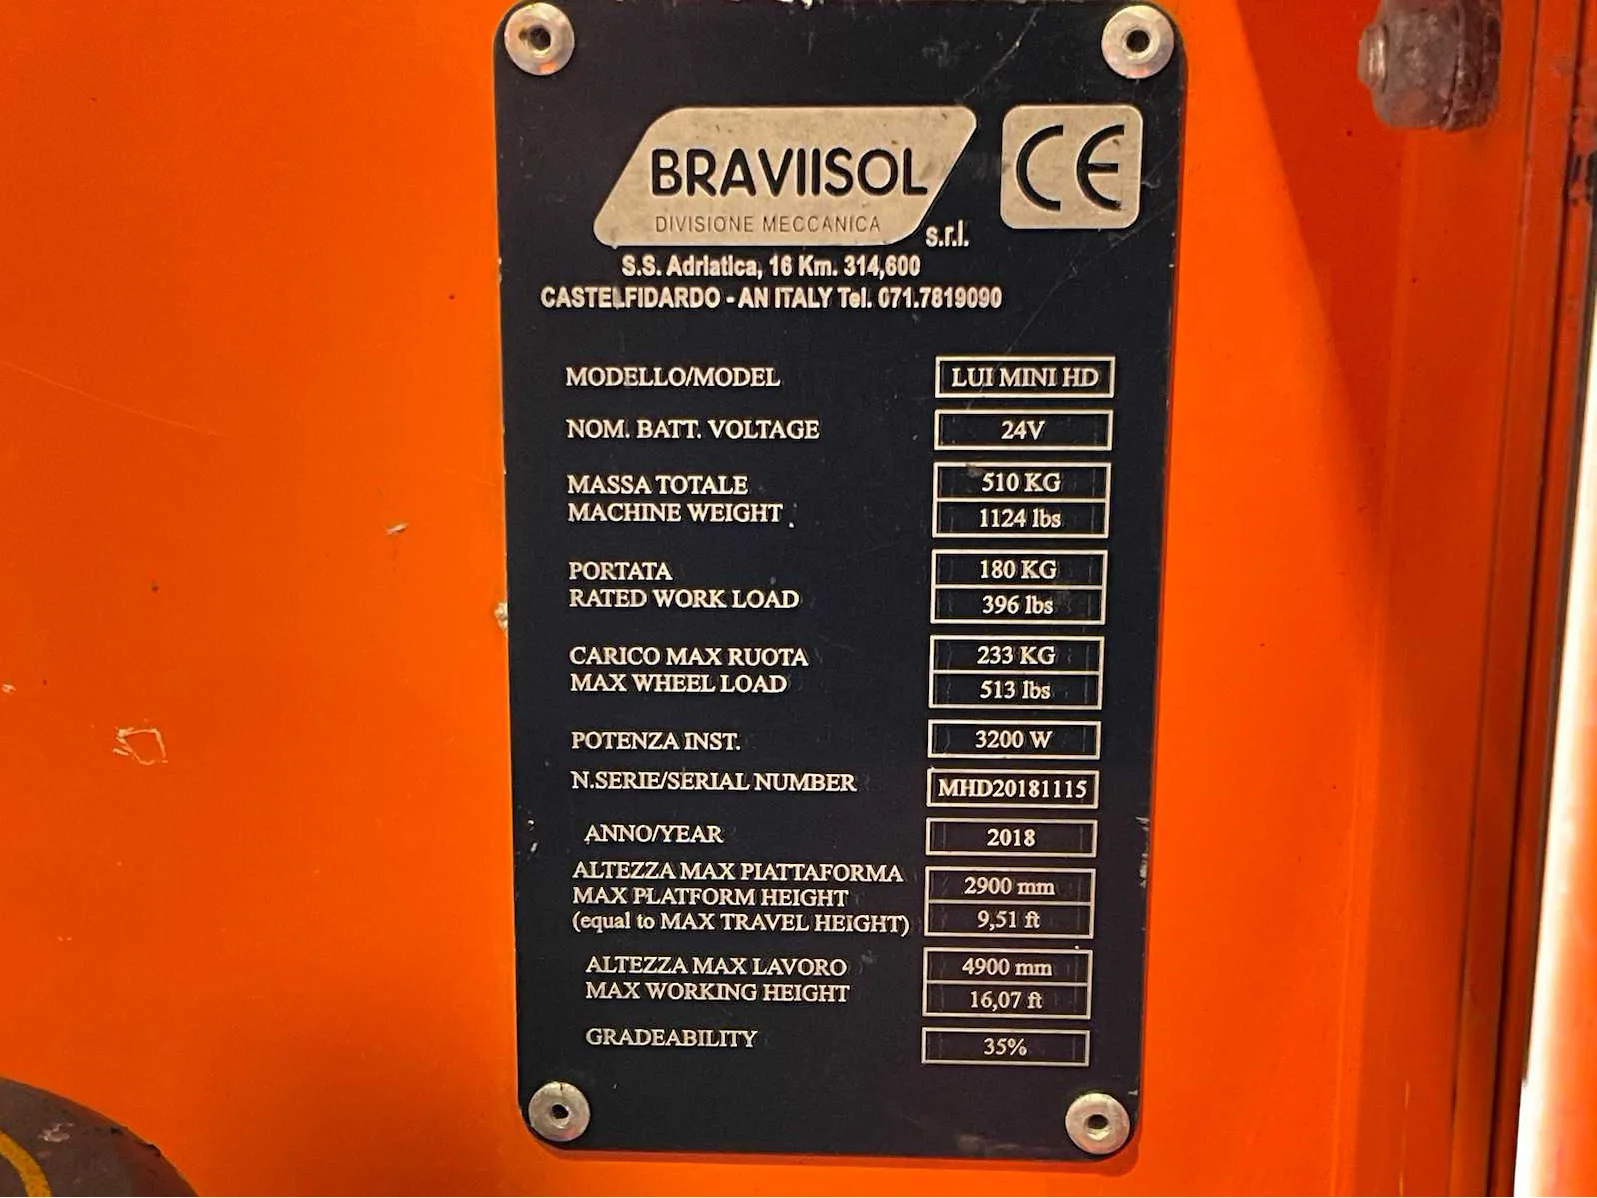 BRAVIISOL
DIVISIONE MECCANICA
s.r.l.
CE
S.S. Adriatica, 16 Km. 314,600
CASTELFIDARDO - AN ITALY Tel. 071.7819090
MODELLO/MODEL LUI MINI HD
NOM. BATT. VOLTAGE 24V
MASSA TOTALE 510 KG
MACHINE WEIGHT 1124 lbs
PORTATA 180 KG
RATED WORK LOAD 396 lbs
CARICO MAX RUOTA 233 KG
MAX WHEEL LOAD 513 lbs
POTENZA INST. 3200 W
N.SERIE/SERIAL NUMBER MHD20181115
ANNO/YEAR 2018
ALTEZZA MAX PIATTAFORMA 2900 mm
MAX PLATFORM HEIGHT
(equal to MAX TRAVEL HEIGHT) 9,51 ft
ALTEZZA MAX LAVORO 4900 mm
MAX WORKING HEIGHT 16,07 ft
GRADEABILITY 35%